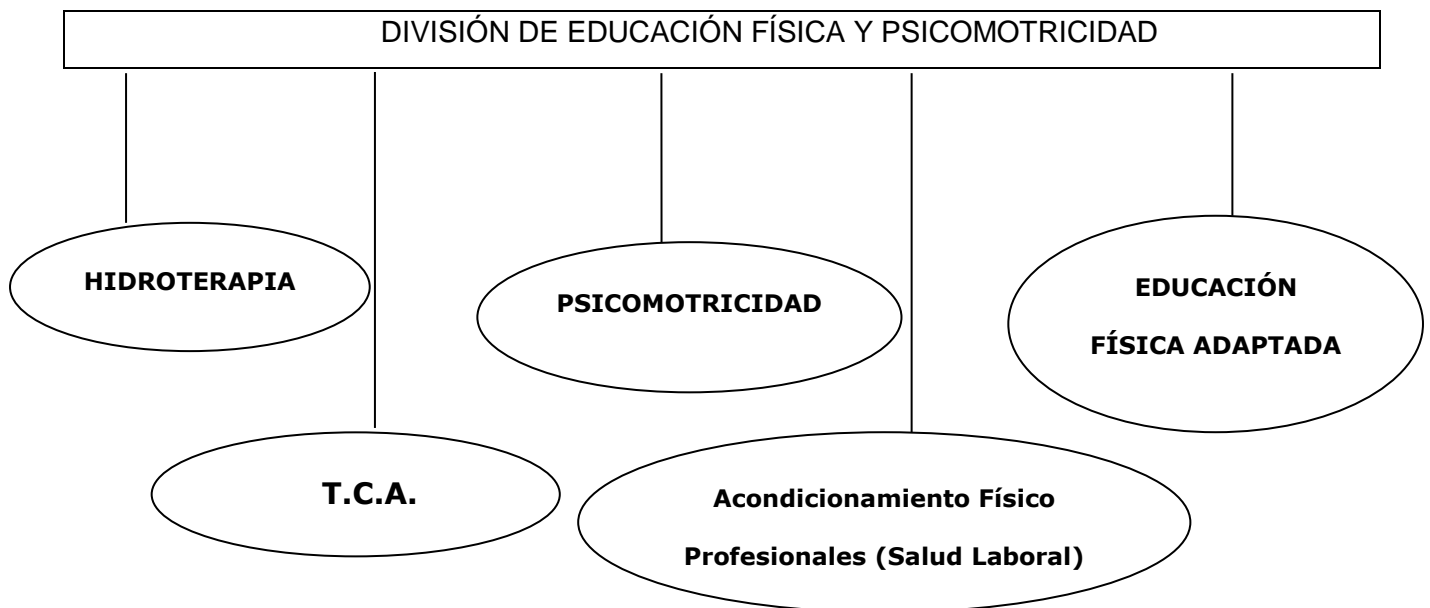 DIVISIÓN DE EDUCACIÓN FÍSICA Y PSICOMOTRICIDAD
HIDROTERAPIA
PSICOMOTRICIDAD
EDUCACIÓN
FÍSICA ADAPTADA
T.C.A.
Acondicionamiento Físico
Profesionales (Salud Laboral)